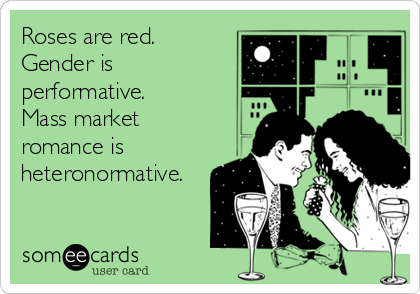 Roses are red.
Gender is
performative.
Mass market
romance is
heteronormative.
someecards
user card